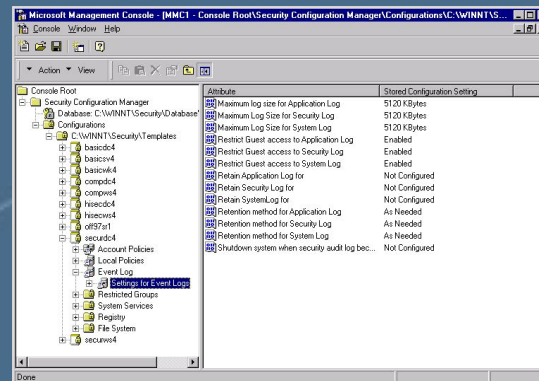 Microsoft Management Console - [MMC1 - Console Root\Security Configuration Manager\Configurations\C:\WINNT\S...
Console Window Help
Action View
Console Root
Security Configuration Manager
Database: C:\WINNT\Security\Database'
Configurations
C:\WINNT\Security\Templates
basicdc4
basicsv4
basicwk4
compdc4
compws4
hisecdc4
hisecws4
off97sr1
securdc4
Account Policies
Local Policies
Event Log
Settings for Event Logs
Restricted Groups
System Services
Registry
File System
securws4
Attribute Stored Configuration Setting
Maximum log size for Application Log 5120 KBytes
Maximum Log Size for Security Log 5120 KBytes
Maximum Log Size for System Log 5120 KBytes
Restrict Guest access to Application Log Enabled
Restrict Guest access to Security Log Enabled
Restrict Guest access to System Log Enabled
Retain Application Log for Not Configured
Retain Security Log for Not Configured
Retain SystemLog for Not Configured
Retention method for Application Log As Needed
Retention method for Security Log As Needed
Retention method for System Log As Needed
Shutdown system when security audit log bec... Not Configured
Done